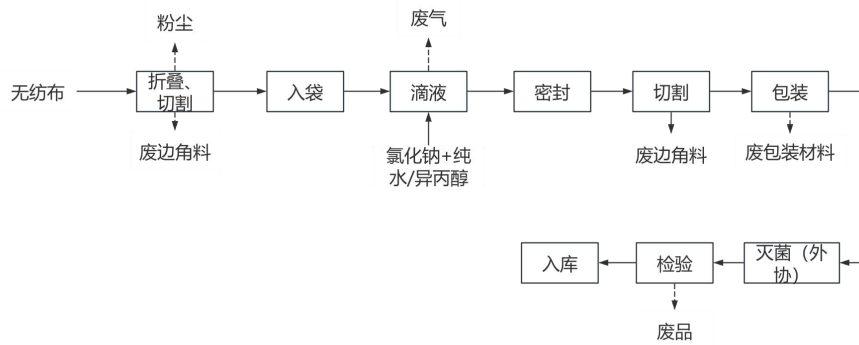 粉尘
废气
无纺布
折叠、
切割
入袋
滴液
密封
切割
包装
废边角料
氯化钠+纯
水/异丙醇
废边角料
废包装材料
入库
检验
灭菌（外
协）
废品